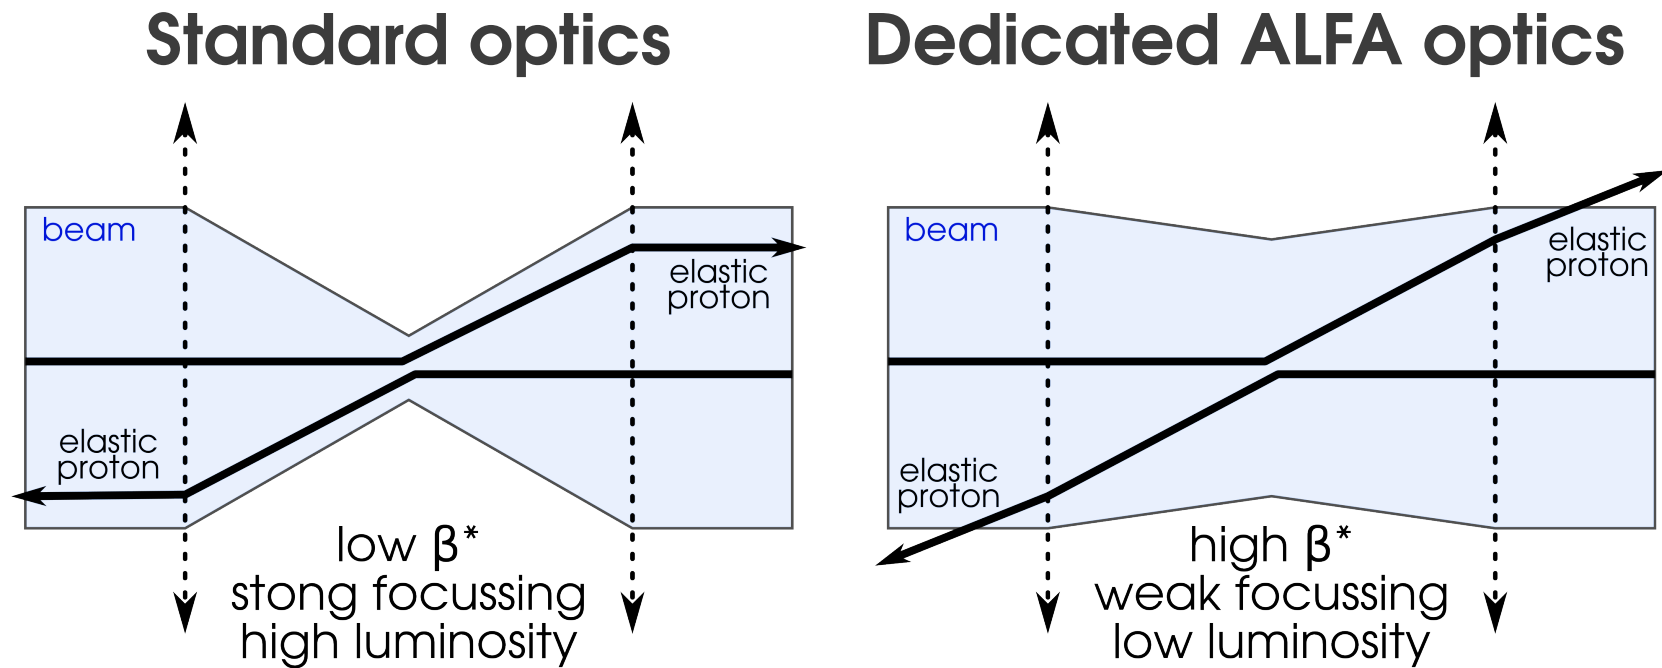 Standard optics
beam
elastic
proton
elastic
proton
low β*
stong focussing
high luminosity
Dedicated ALFA optics
beam
elastic
proton
elastic
proton
high β*
weak focussing
low luminosity